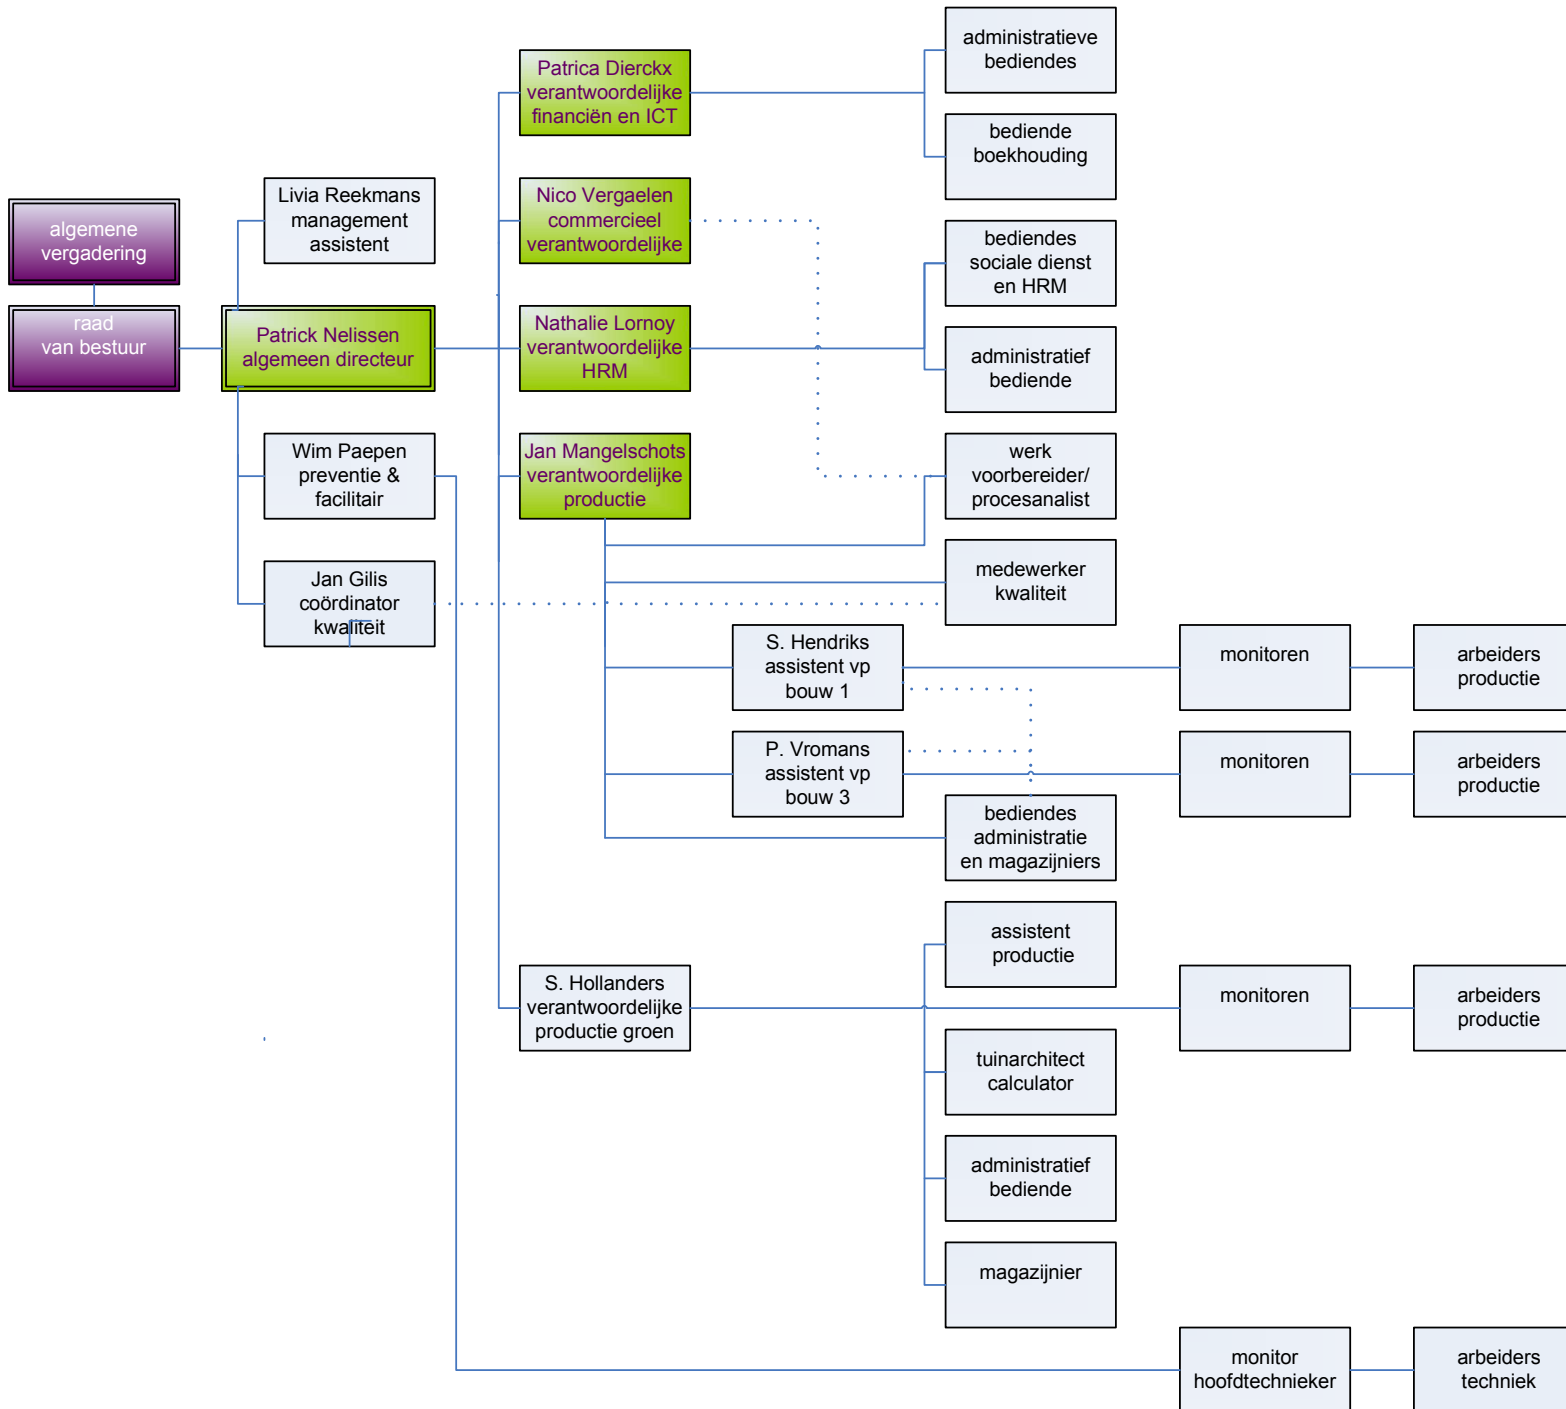 algemene
vergadering
raad
van bestuur
Livia Reekmans
management
assistent
Patrick Nelissen
algemeen directeur
Wim Paepen
preventie &
facilitair
Jan Gilis
coördinator
kwaliteit
Patrica Dierckx
verantwoordelijke
financiën en ICT
Nico Vergaelen
commercieel
verantwoordelijke
Nathalie Lornoy
verantwoordelijke
HRM
Jan Mangelschots
verantwoordelijke
productie
S. Hollanders
verantwoordelijke
productie groen
administratieve
bediendes
bediende
boekhouding
bediendes
sociale dienst
en HRM
administratief
bediende
werk
voorbereider/
procesanalist
medewerker
kwaliteit
S. Hendriks
assistent vp
bouw 1
monitoren
arbeiders
productie
P. Vromans
assistent vp
bouw 3
monitoren
arbeiders
productie
bediendes
administratie
en magazijniers
assistent
productie
monitoren
arbeiders
productie
tuinarchitect
calculator
administratief
bediende
magazijnier
monitor
hoofdtechnieker
arbeiders
techniek